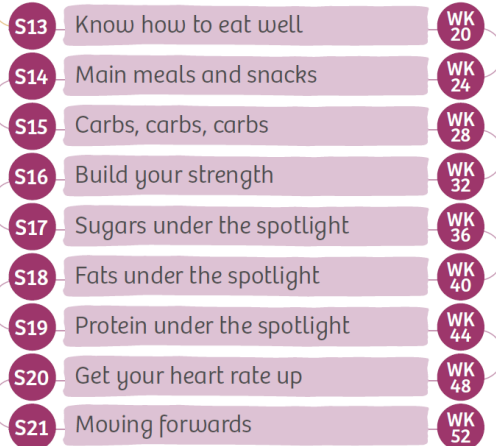 S13 Know how to eat well WK 20
S14 Main meals and snacks WK 24
S15 Carbs, carbs, carbs WK 28
S16 Build your strength WK 32
S17 Sugars under the spotlight WK 36
S18 Fats under the spotlight WK 40
S19 Protein under the spotlight WK 44
S20 Get your heart rate up WK 48
S21 Moving forwards WK 52